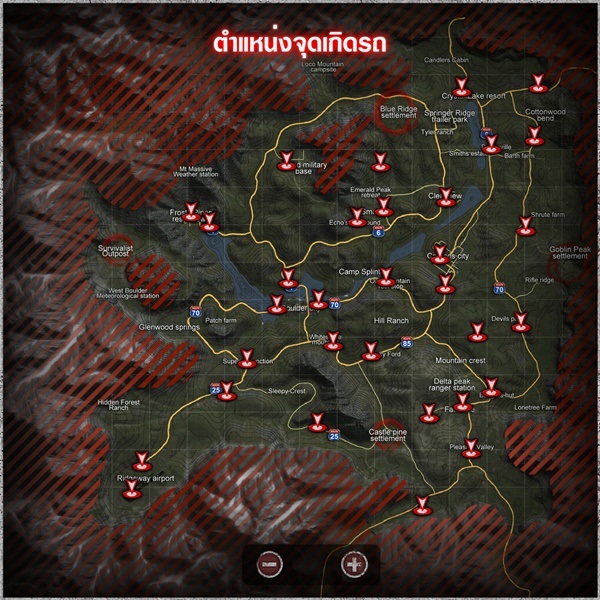 ตำแหน่งจุดเกิดรถ
Candlers Cabin
Loco Mountain
campsite
Blue Ridge
settlement
Springer Ridge
trailer park
Cottonwood
bend
Tyler ranch
Barth farm
Mt Massive
Weather station
military
base
Emerald Peak
retreat
Shrute farm
6
Survivalist
Outpost
Goblin Peak
settlement
Camp Splint
West Boulder
Meteorological station
Rifle ridge
70
70
70
Patch farm
Glenwood springs
Hill Ranch
85
Ford
Mountain crest
25
Sleepy Crest
Delta peak
ranger station
Hidden Forest
Ranch
Lonetree Farm
25
Castle pine
settlement
Valley
Ridgeway airport